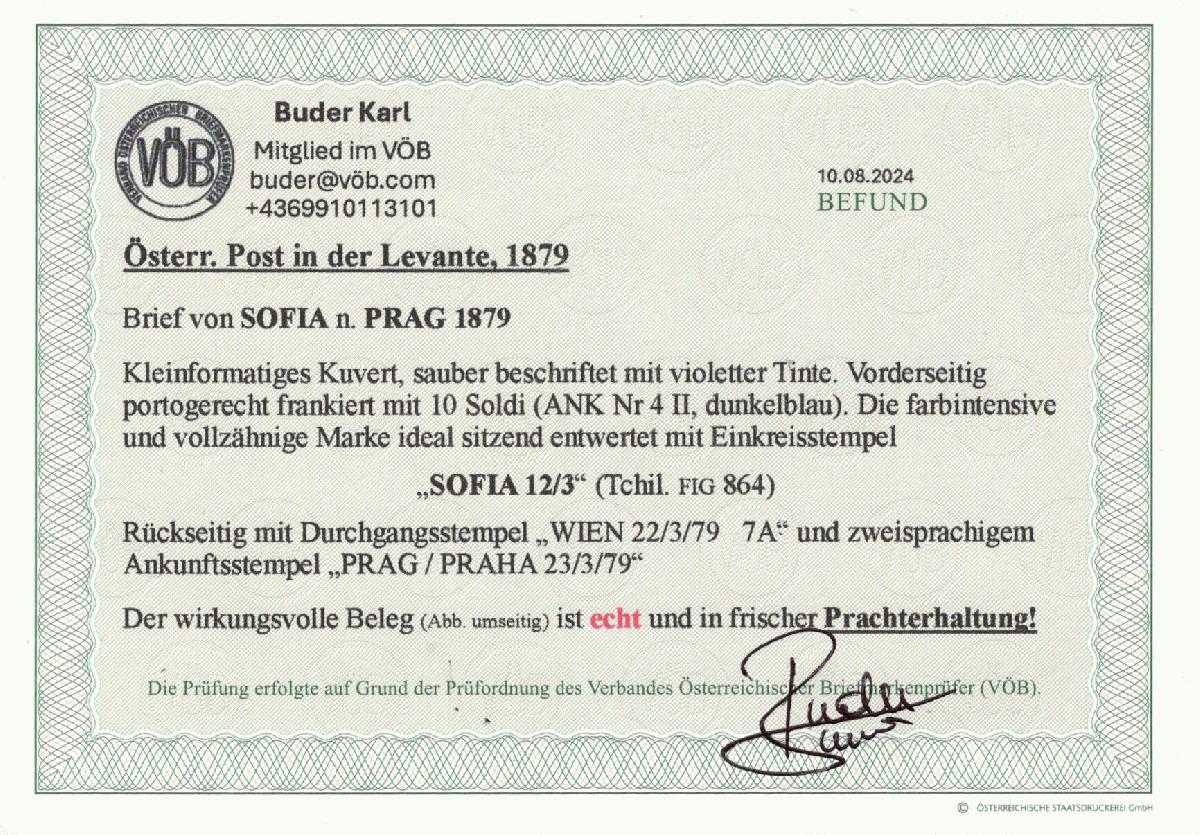 VERBAND ÖSTERREICHISCHER BRIEFMARKENPRÜFER
VÖB
Buder Karl
Mitglied im VÖB
buder@vöb.com
+4369910113101
10.08.2024
BEFUND
Österr. Post in der Levante, 1879
Brief von SOFIA n. PRAG 1879
Kleinformatiges Kuvert, sauber beschriftet mit violetter Tinte. Vorderseitig
portogerecht frankiert mit 10 Soldi (ANK Nr 4 II, dunkelblau). Die farbintensive
und vollzähnige Marke ideal sitzend entwertet mit Einkreisstempel
„SOFIA 12/3“ (Tchil. FIG 864)
Rückseitig mit Durchgangsstempel „WIEN 22/3/79 7A“ und zweisprachigem
Ankunftsstempel „PRAG / PRAHA 23/3/79“
Der wirkungsvolle Beleg (Abb. umseitig) ist echt und in frischer Prachterhaltung!
Die Prüfung erfolgte auf Grund der Prüfordnung des Verbandes Österreichischer Briefmarkenprüfer (VÖB).
© ÖSTERREICHISCHE STAATSDRUCKEREI GmbH